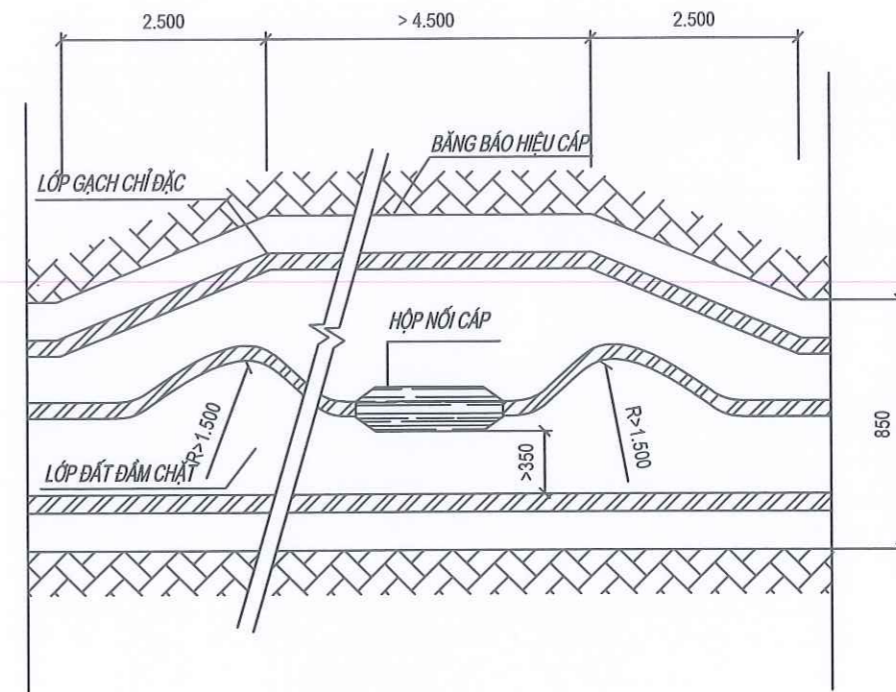 2.500
> 4.500
2.500
BĂNG BÁO HIỆU CÁP
LỚP GẠCH CHỈ ĐẶC
HỘP NỐI CÁP
R>1.500
R>1.500
>350
850
LỚP ĐẤT ĐẦM CHẶT